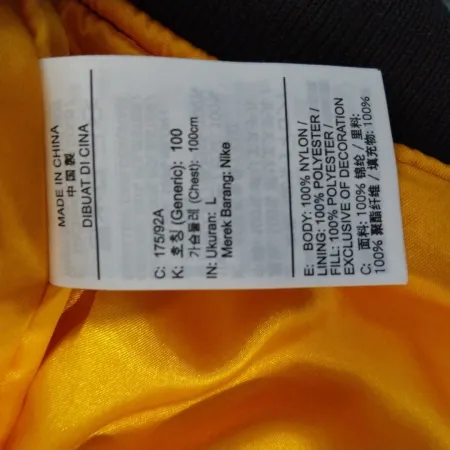 MADE IN CHINA
中国製
DIBUAT DI CINA
C: 175/92A
K: 호칭 (Generic): 100
가슴둘레 (Chest): 100cm
IN: Ukuran: L
Merek Barang: Nike
E: BODY: 100% NYLON /
LINING: 100% POLYESTER /
FILL: 100% POLYESTER /
EXCLUSIVE OF DECORATION
C: 面料: 100% 锦纶 / 里料:
100% 聚酯纤维 / 填充物: 100%